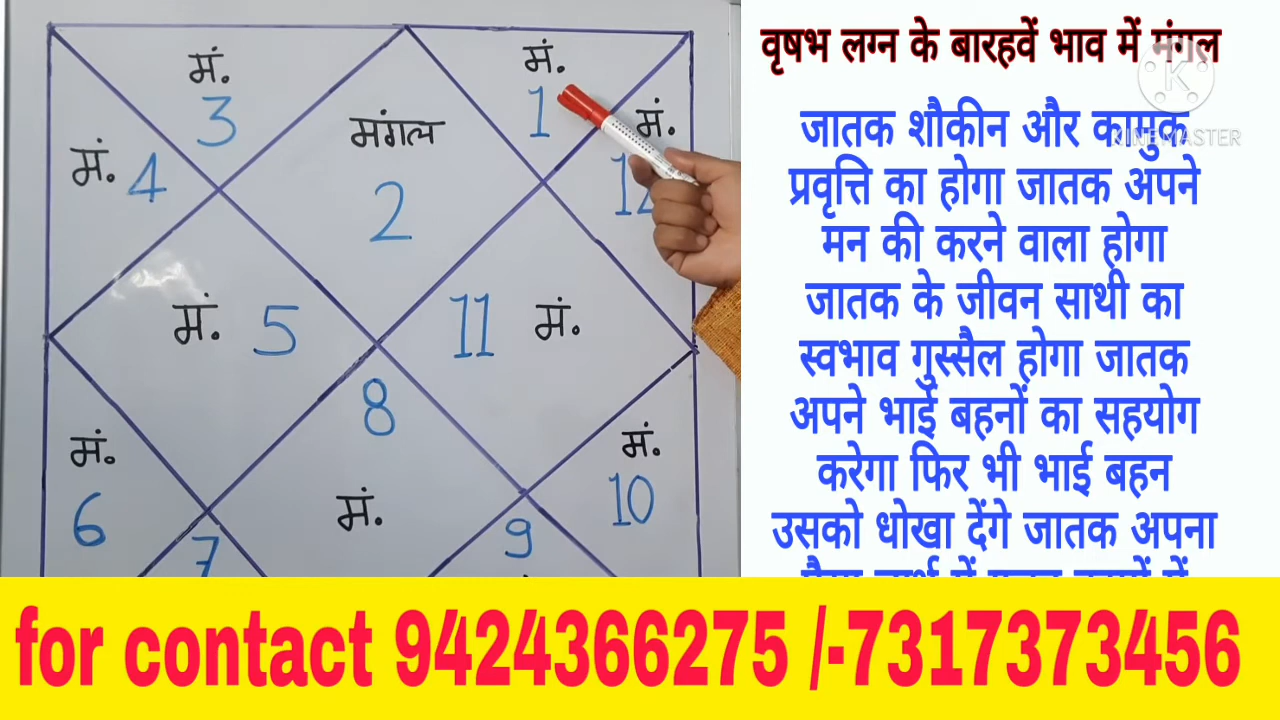 मं.
3
मं.
1
मंगल
मं.
12
मं. 4
2
मं. 5
11 मं.
8
मं.
6
मं.
10
मं.
7
9
वृषभ लग्न के बारहवें भाव में मंगल
जातक शौकीन और कामुक
प्रवृत्ति का होगा जातक अपने
मन की करने वाला होगा
जातक के जीवन साथी का
स्वभाव गुस्सैल होगा जातक
अपने भाई बहनों का सहयोग
करेगा फिर भी भाई बहन
उसको धोखा देंगे जातक अपना
K
KINEMASTER
for contact 9424366275 /-7317373456